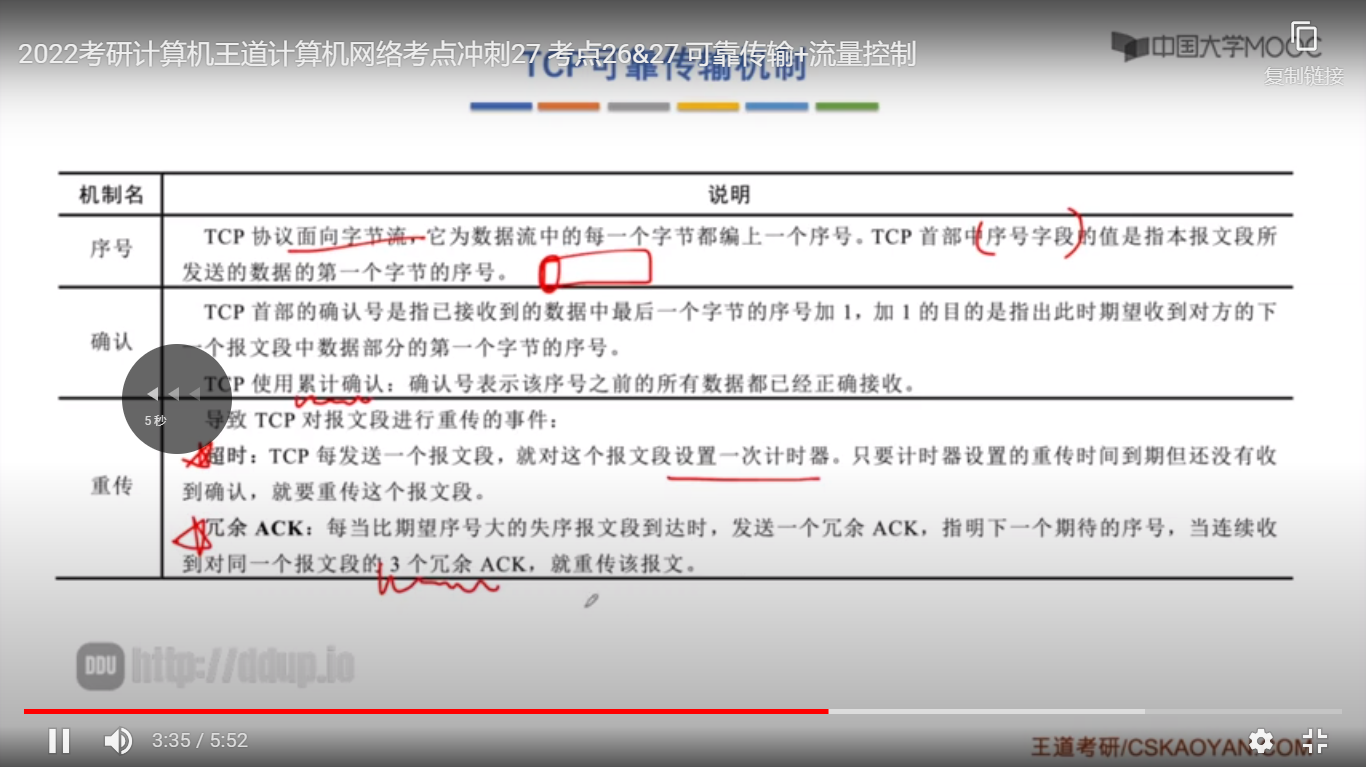 2022考研计算机王道计算机网络考点冲刺27 考点26&27 可靠传输+流量控制
TCP可靠传输机制
中国大学MOOC
复制链接
机制名 说明
序号 TCP 协议面向字节流，它为数据流中的每一个字节都编上一个序号。TCP 首部中序号字段的值是指本报文段所
发送的数据的第一个字节的序号。
确认 TCP 首部的确认号是指已接收到的数据中最后一个字节的序号加 1，加 1 的目的是指出此时期望收到对方的下
一个报文段中数据部分的第一个字节的序号。
TCP 使用累计确认：确认号表示该序号之前的所有数据都已经正确接收。
5秒
重传 导致 TCP 对报文段进行重传的事件：
超时：TCP 每发送一个报文段，就对这个报文段设置一次计时器。只要计时器设置的重传时间到期但还没有收
到确认，就要重传这个报文段。
冗余 ACK：每当比期望序号大的失序报文段到达时，发送一个冗余 ACK，指明下一个期待的序号，当连续收
到对同一个报文段的 3 个冗余 ACK，就重传该报文。
DDU http://ddup.io
3:35 / 5:52
王道考研/CSKAOYAN.COM